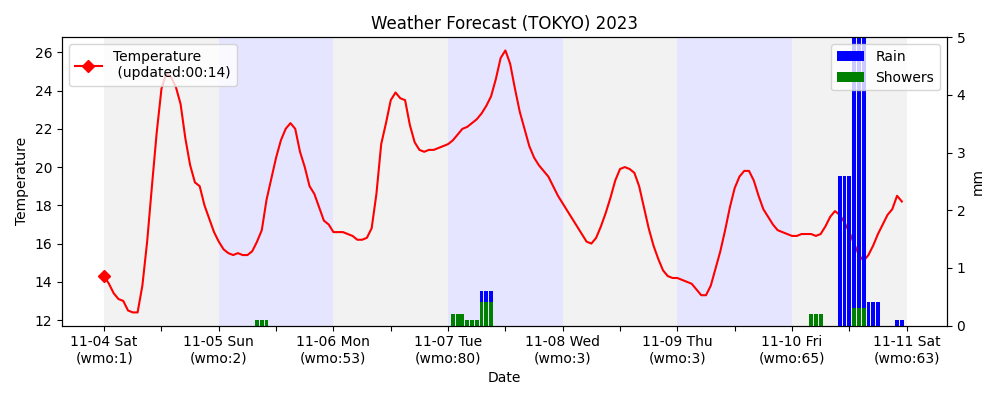 Weather Forecast (TOKYO) 2023
Temperature
(updated:00:14)
Rain
Showers
Temperature
26
24
22
20
18
16
14
12
5
4
3
2
1
0
mm
11-04 Sat
(wmo:1)
11-05 Sun
(wmo:2)
11-06 Mon
(wmo:53)
11-07 Tue
(wmo:80)
11-08 Wed
(wmo:3)
11-09 Thu
(wmo:3)
11-10 Fri
(wmo:65)
11-11 Sat
(wmo:63)
Date